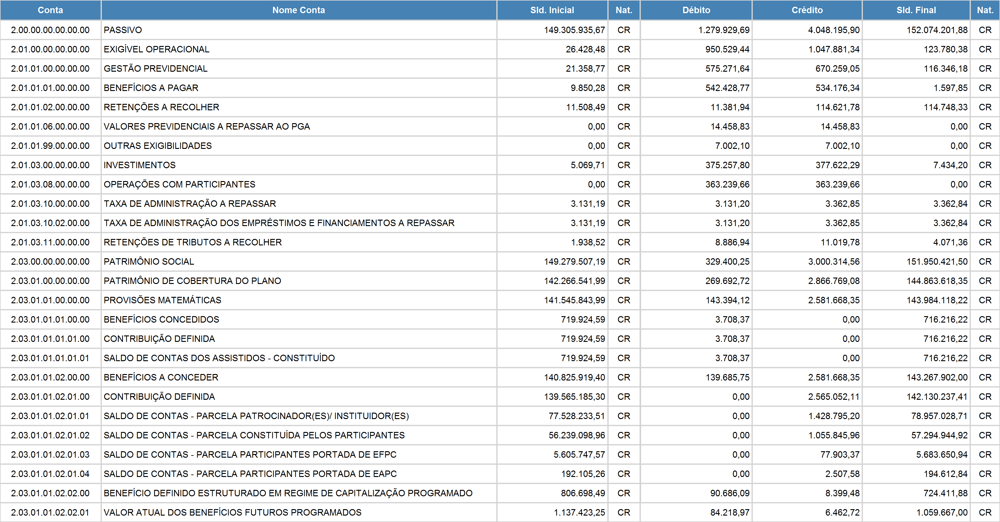 Conta Nome Conta Sld. Inicial Nat. Débito Crédito Sld. Final Nat.
2.00.00.00.00.00.00 PASSIVO 149.305.935,67 CR 1.279.929,69 4.048.195,90 152.074.201,88 CR
2.01.00.00.00.00.00 EXIGÍVEL OPERACIONAL 26.428,48 CR 950.529,44 1.047.881,34 123.780,38 CR
2.01.01.00.00.00.00 GESTÃO PREVIDENCIAL 21.358,77 CR 575.271,64 670.259,05 116.346,18 CR
2.01.01.01.00.00.00 BENEFÍCIOS A PAGAR 9.850,28 CR 542.428,77 534.176,34 1.597,85 CR
2.01.01.02.00.00.00 RETENÇÕES A RECOLHER 11.508,49 CR 11.381,94 114.621,78 114.748,33 CR
2.01.01.06.00.00.00 VALORES PREVIDENCIAIS A REPASSAR AO PGA 0,00 CR 14.458,83 14.458,83 0,00 CR
2.01.01.99.00.00.00 OUTRAS EXIGIBILIDADES 0,00 CR 7.002,10 7.002,10 0,00 CR
2.01.03.00.00.00.00 INVESTIMENTOS 5.069,71 CR 375.257,80 377.622,29 7.434,20 CR
2.01.03.08.00.00.00 OPERAÇÕES COM PARTICIPANTES 0,00 CR 363.239,66 363.239,66 0,00 CR
2.01.03.10.00.00.00 TAXA DE ADMINISTRAÇÃO A REPASSAR 3.131,19 CR 3.131,20 3.362,85 3.362,84 CR
2.01.03.10.02.00.00 TAXA DE ADMINISTRAÇÃO DOS EMPRÉSTIMOS E FINANCIAMENTOS A REPASSAR 3.131,19 CR 3.131,20 3.362,85 3.362,84 CR
2.01.03.11.00.00.00 RETENÇÕES DE TRIBUTOS A RECOLHER 1.938,52 CR 8.886,94 11.019,78 4.071,36 CR
2.03.00.00.00.00.00 PATRIMÔNIO SOCIAL 149.279.507,19 CR 329.400,25 3.000.314,56 151.950.421,50 CR
2.03.01.00.00.00.00 PATRIMÔNIO DE COBERTURA DO PLANO 142.266.541,99 CR 269.692,72 2.866.769,08 144.863.618,35 CR
2.03.01.01.00.00.00 PROVISÕES MATEMÁTICAS 141.545.843,99 CR 143.394,12 2.581.668,35 143.984.118,22 CR
2.03.01.01.01.00.00 BENEFÍCIOS CONCEDIDOS 719.924,59 CR 3.708,37 0,00 716.216,22 CR
2.03.01.01.01.01.00 CONTRIBUIÇÃO DEFINIDA 719.924,59 CR 3.708,37 0,00 716.216,22 CR
2.03.01.01.01.01.01 SALDO DE CONTAS DOS ASSISTIDOS - CONSTITUÍDO 719.924,59 CR 3.708,37 0,00 716.216,22 CR
2.03.01.01.02.00.00 BENEFÍCIOS A CONCEDER 140.825.919,40 CR 139.685,75 2.581.668,35 143.267.902,00 CR
2.03.01.01.02.01.00 CONTRIBUIÇÃO DEFINIDA 139.565.185,30 CR 0,00 2.565.052,11 142.130.237,41 CR
2.03.01.01.02.01.01 SALDO DE CONTAS - PARCELA PATROCINADOR(ES)/ INSTITUIDOR(ES) 77.528.233,51 CR 0,00 1.428.795,20 78.957.028,71 CR
2.03.01.01.02.01.02 SALDO DE CONTAS - PARCELA CONSTITUÍDA PELOS PARTICIPANTES 56.239.098,96 CR 0,00 1.055.845,96 57.294.944,92 CR
2.03.01.01.02.01.03 SALDO DE CONTAS - PARCELA PARTICIPANTES PORTADA DE EFPC 5.605.747,57 CR 0,00 77.903,37 5.683.650,94 CR
2.03.01.01.02.01.04 SALDO DE CONTAS - PARCELA PARTICIPANTES PORTADA DE EAPC 192.105,26 CR 0,00 2.507,58 194.612,84 CR
2.03.01.01.02.02.00 BENEFÍCIO DEFINIDO ESTRUTURADO EM REGIME DE CAPITALIZAÇÃO PROGRAMADO 806.698,49 CR 90.686,09 8.399,48 724.411,88 CR
2.03.01.01.02.02.01 VALOR ATUAL DOS BENEFÍCIOS FUTUROS PROGRAMADOS 1.137.423,25 CR 84.218,97 6.462,72 1.059.667,00 CR